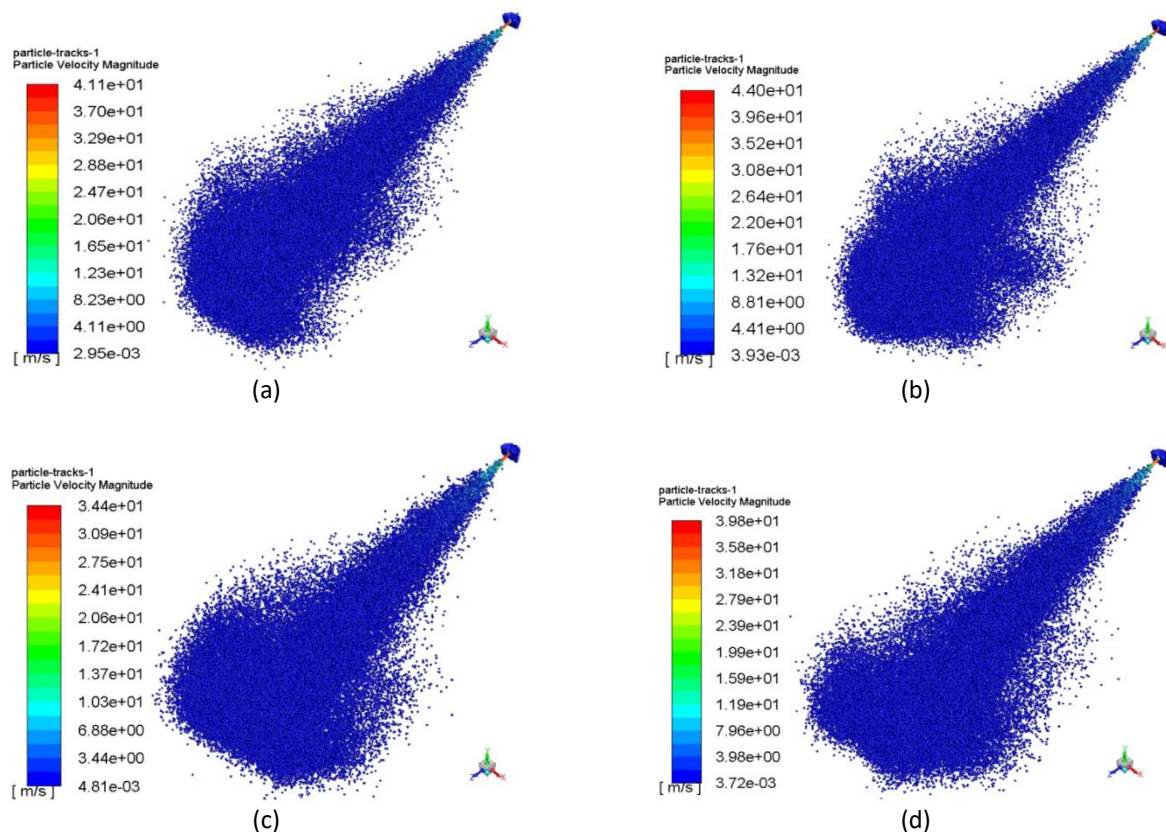 particle-tracks-1
Particle Velocity Magnitude
4.11e+01
3.70e+01
3.29e+01
2.88e+01
2.47e+01
2.06e+01
1.65e+01
1.23e+01
8.23e+00
4.11e+00
2.95e-03
[ m/s ]
(a)
particle-tracks-1
Particle Velocity Magnitude
4.40e+01
3.96e+01
3.52e+01
3.08e+01
2.64e+01
2.20e+01
1.76e+01
1.32e+01
8.81e+00
4.41e+00
3.93e-03
[ m/s ]
(b)
particle-tracks-1
Particle Velocity Magnitude
3.44e+01
3.09e+01
2.75e+01
2.41e+01
2.06e+01
1.72e+01
1.37e+01
1.03e+01
6.88e+00
3.44e+00
4.81e-03
[ m/s ]
(c)
particle-tracks-1
Particle Velocity Magnitude
3.98e+01
3.58e+01
3.18e+01
2.79e+01
2.39e+01
1.99e+01
1.59e+01
1.19e+01
7.96e+00
3.98e+00
3.72e-03
[ m/s ]
(d)